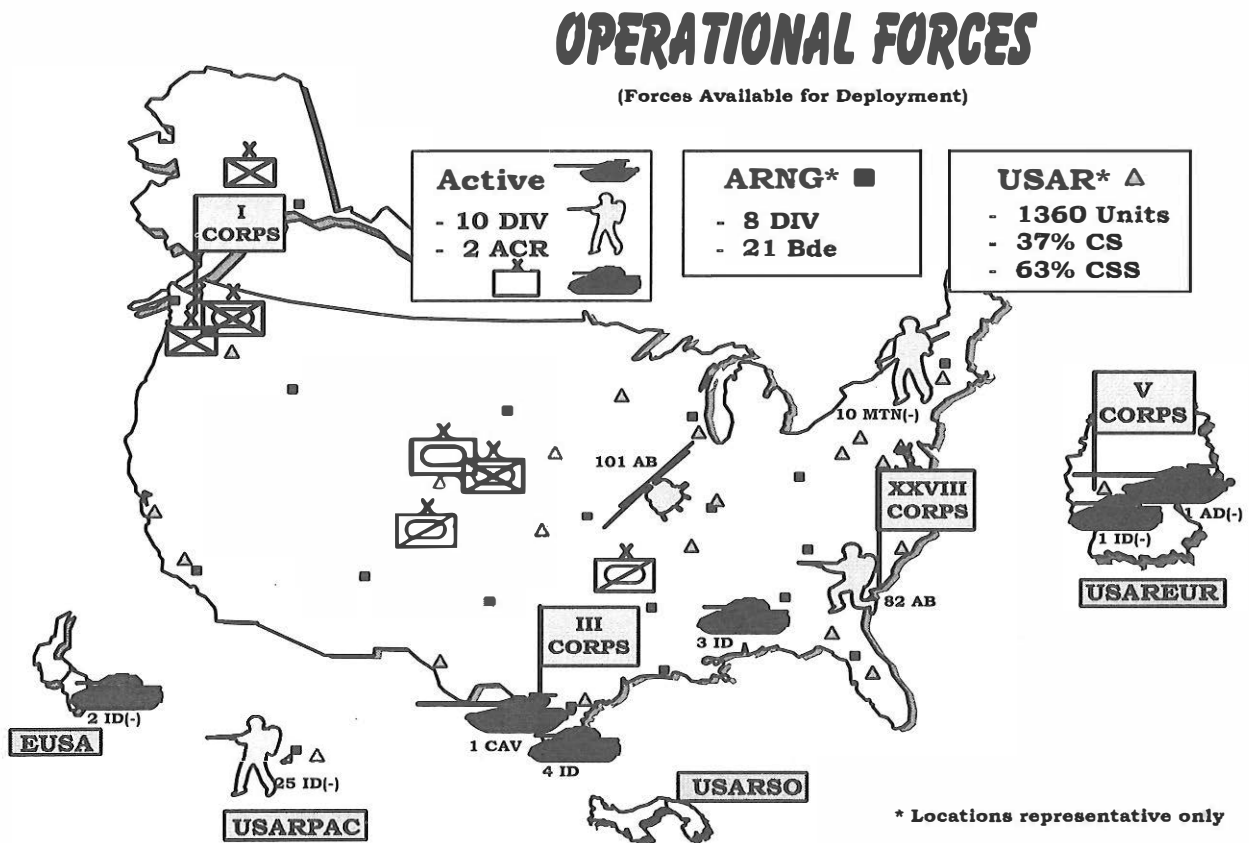 OPERATIONAL FORCES
(Forces Available for Deployment)
Active
- 10 DIV
- 2 ACR
X
ARNG*
- 8 DIV
- 21 Bde
USAR*
- 1360 Units
- 37% CS
- 63% CSS
X
I
CORPS
X
X
10 MTN(-)
V
CORPS
X
X
101 AB
XXVIII
CORPS
1 AD(-)
X
1 ID(-)
X
USAREUR
82 AB
III
CORPS
3 ID
2 ID(-)
EUSA
1 CAV
4 ID
25 ID(-)
USARSO
USARPAC
* Locations representative only